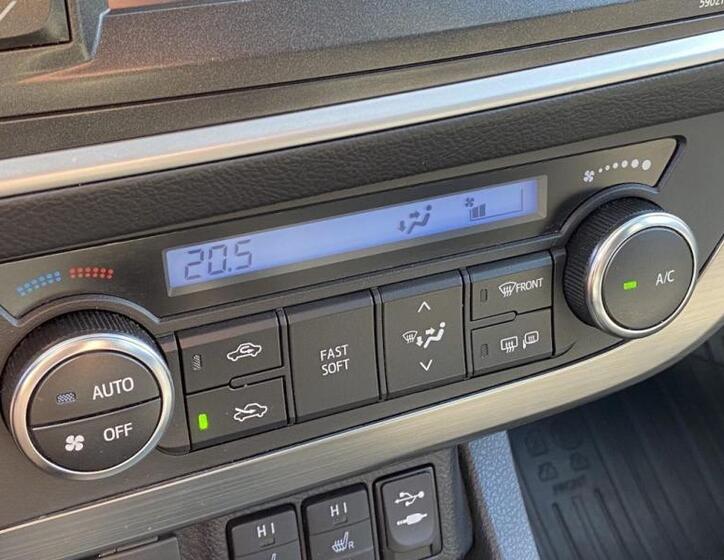 20.5
FRONT
A/C
AUTO
OFF
FAST
SOFT
HI
HI
R